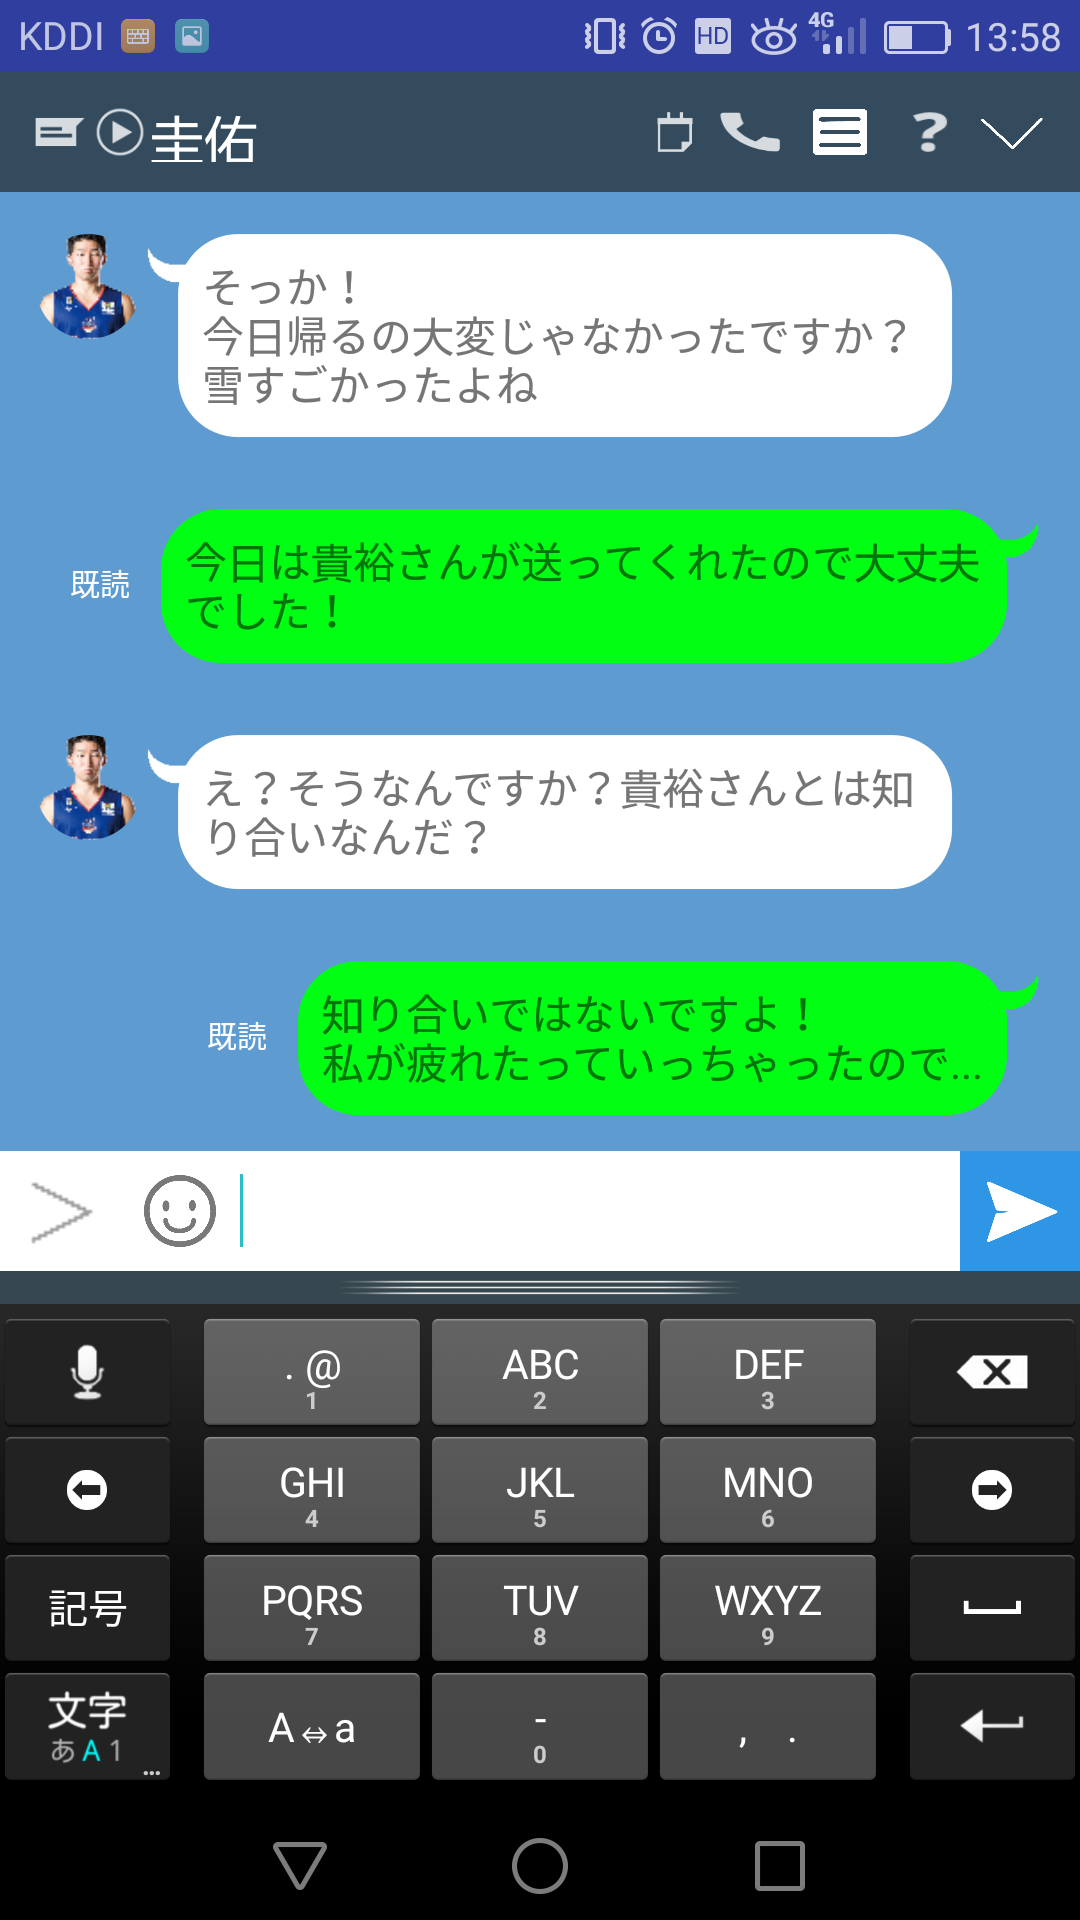 KDDI HD 4G 13:58
圭佑 ?
そっか！
今日帰るの大変じゃなかったですか？
雪すごかったよね
今日は貴裕さんが送ってくれたので大丈夫
でした！
既読
え？そうなんですか？貴裕さんとは知
り合いなんだ？
知り合いではないですよ！
私が疲れたっていっちゃったので...
既読
. @ ABC DEF
1 2 3
GHI JKL MNO
4 5 6
記号 PQRS TUV WXYZ
7 8 9
文字 A⇔a - , .
あA1 0
...